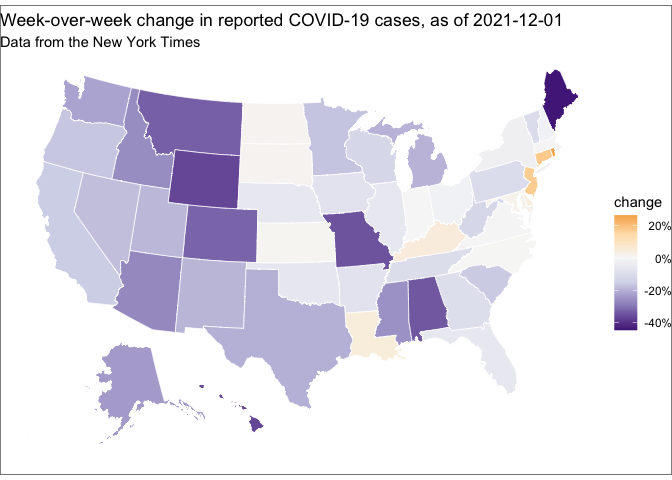 Week-over-week change in reported COVID-19 cases, as of 2021-12-01
Data from the New York Times
change
20%
0%
-20%
-40%